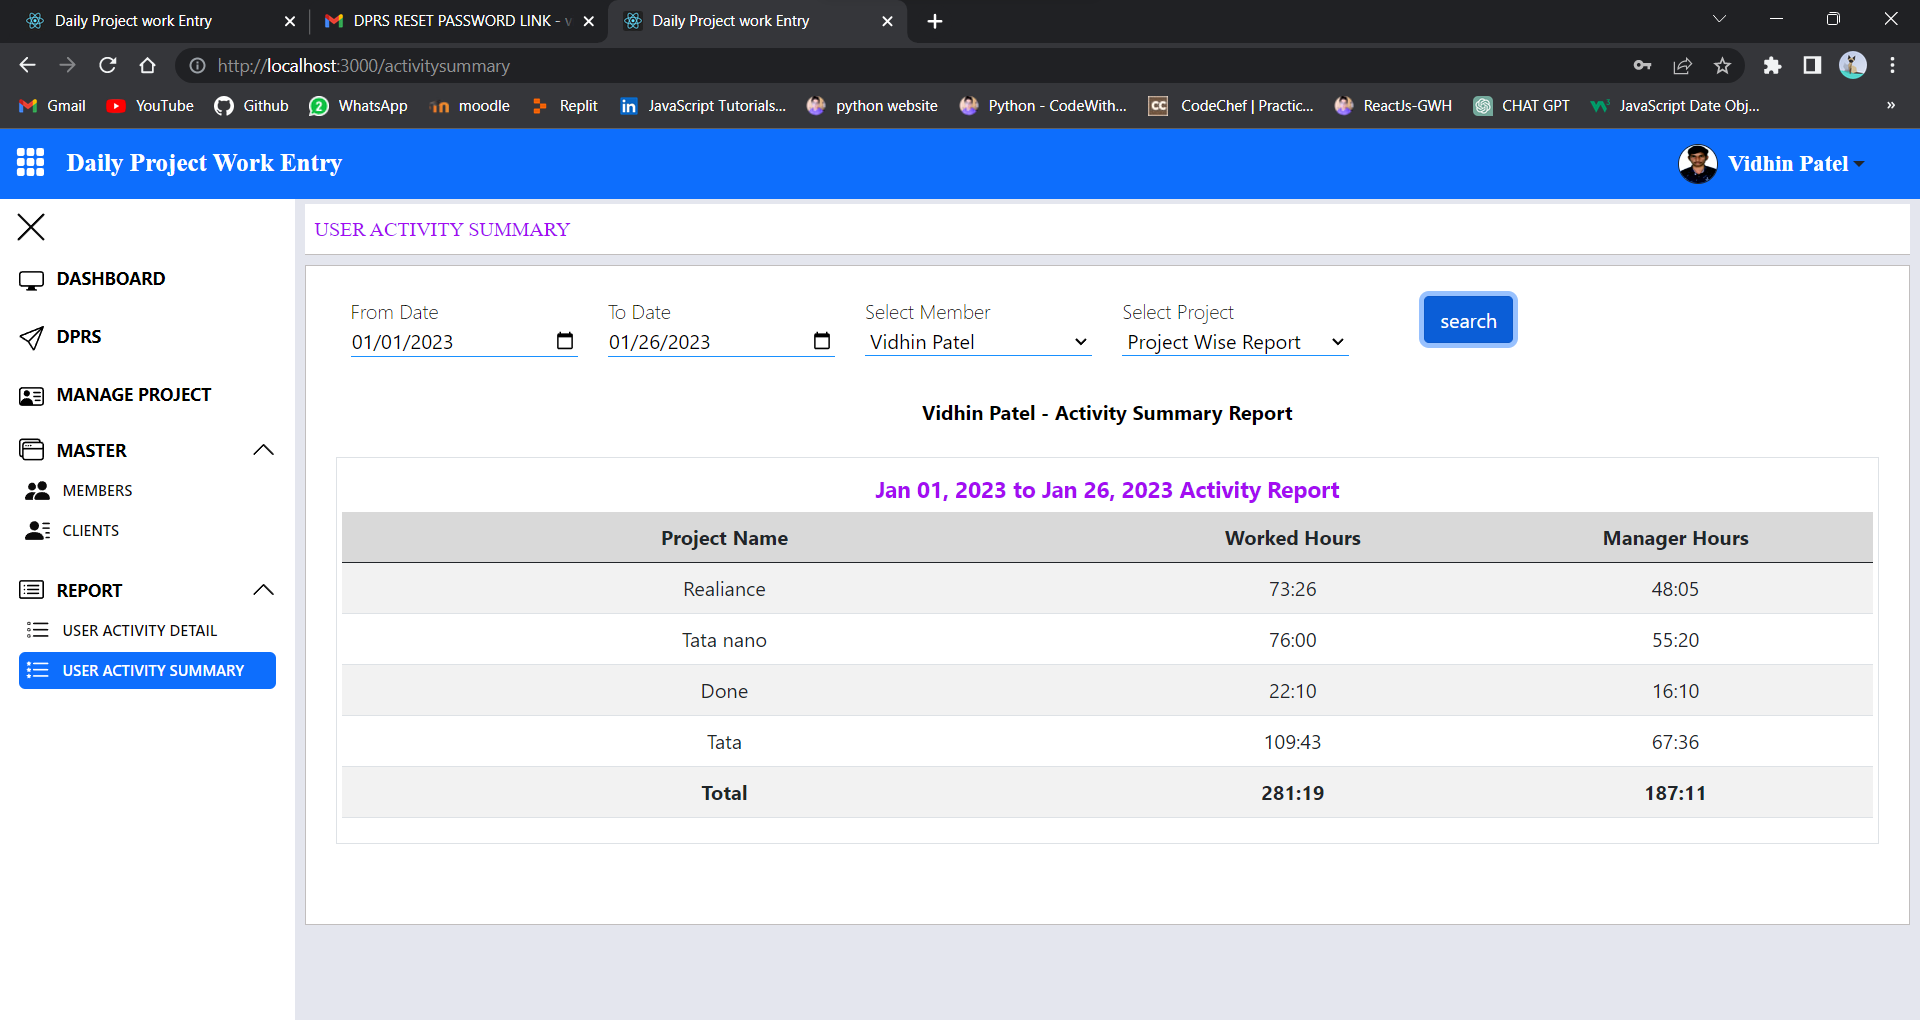 Daily Project work Entry
DPRS RESET PASSWORD LINK -
Daily Project work Entry
http://localhost:3000/activitysummary
Gmail YouTube Github WhatsApp moodle Replit JavaScript Tutorials... python website Python - CodeWith... CodeChef | Practic... ReactJs-GWH CHAT GPT JavaScript Date Obj... »
Daily Project Work Entry
Vidhin Patel
DASHBOARD
DPRS
MANAGE PROJECT
MASTER
MEMBERS
CLIENTS
REPORT
USER ACTIVITY DETAIL
USER ACTIVITY SUMMARY
USER ACTIVITY SUMMARY
From Date To Date Select Member Select Project
01/01/2023 01/26/2023 Vidhin Patel Project Wise Report
search
Vidhin Patel - Activity Summary Report
Jan 01, 2023 to Jan 26, 2023 Activity Report
Project Name Worked Hours Manager Hours
Realiance 73:26 48:05
Tata nano 76:00 55:20
Done 22:10 16:10
Tata 109:43 67:36
Total 281:19 187:11